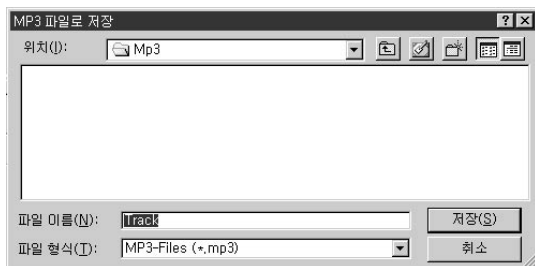 MP3 파일로 저장
위치(I):
Mp3
파일 이름(N):
Track
저장(S)
파일 형식(T):
MP3-Files (*.mp3)
취소